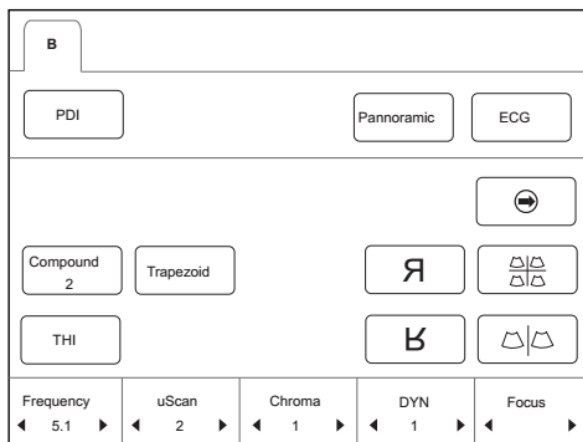 B
PDI
Pannoramic
ECG
Compound
2
Trapezoid
Я
THI
R
Frequency
uScan
Chroma
DYN
Focus
5.1
2
1
1